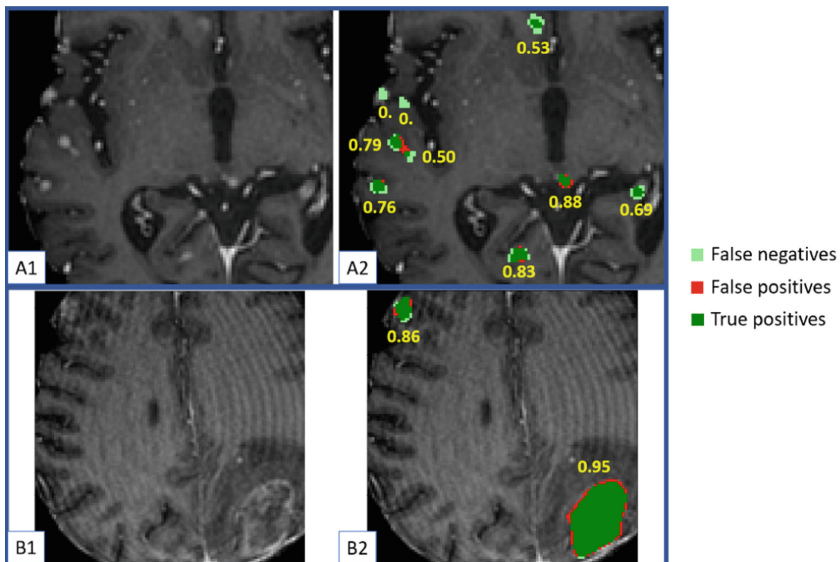 0.53
0. 0.
0.79 0.50
0.76 0.88 0.69
A1 A2 0.83
False negatives
False positives
True positives
0.86
0.95
B1 B2